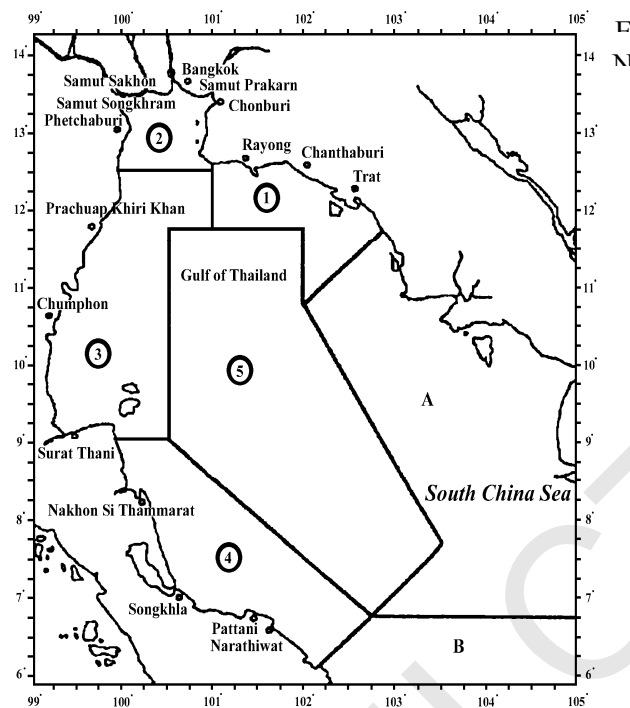 99° 100° 101° 102° 103° 104° 105°
14° 14°
13° 13°
12° 12°
11° 11°
10° 10°
9° 9°
8° 8°
7° 7°
6° 6°
Samut Sakhon
Bangkok
Samut Prakarn
Samut Songkhram
Chonburi
Phetchaburi
2
Rayong
Chanthaburi
Trat
1
Prachuap Khiri Khan
Gulf of Thailand
Chumphon
3
5
A
Surat Thani
South China Sea
Nakhon Si Thammarat
4
Songkhla
Pattani
Narathiwat
B
99° 100° 101° 102° 103° 104° 105°